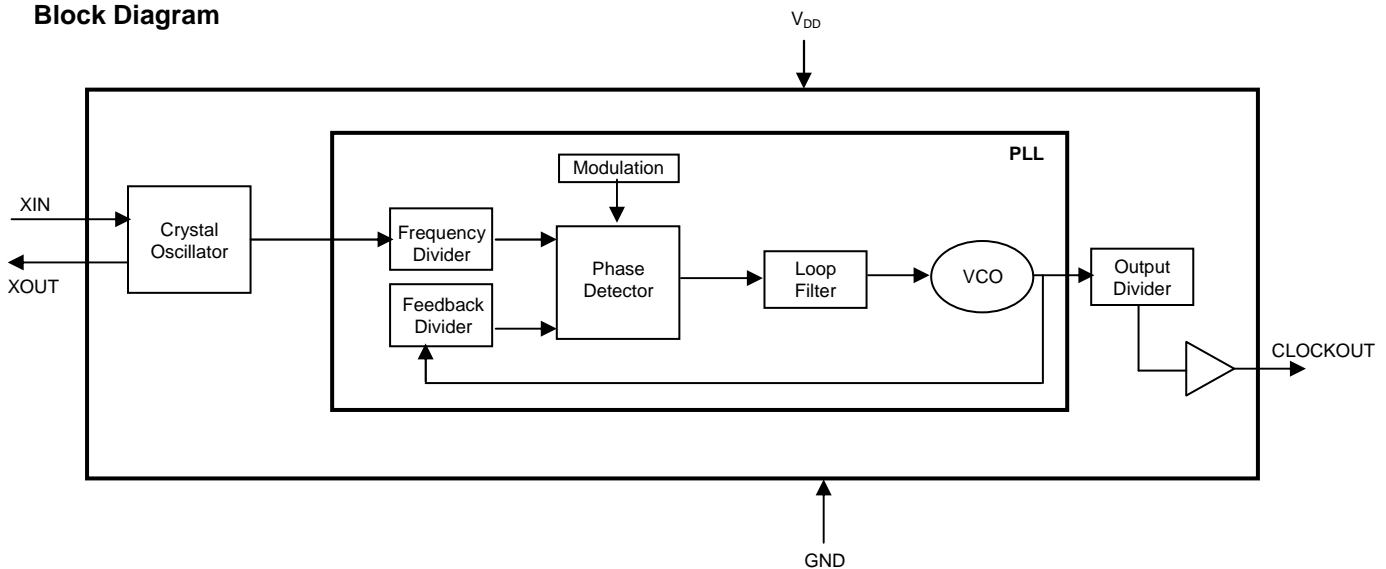 Block Diagram
VDD
PLL
Modulation
XIN
XOUT
Crystal
Oscillator
Frequency
Divider
Feedback
Divider
Phase
Detector
Loop
Filter
VCO
Output
Divider
CLOCKOUT
GND